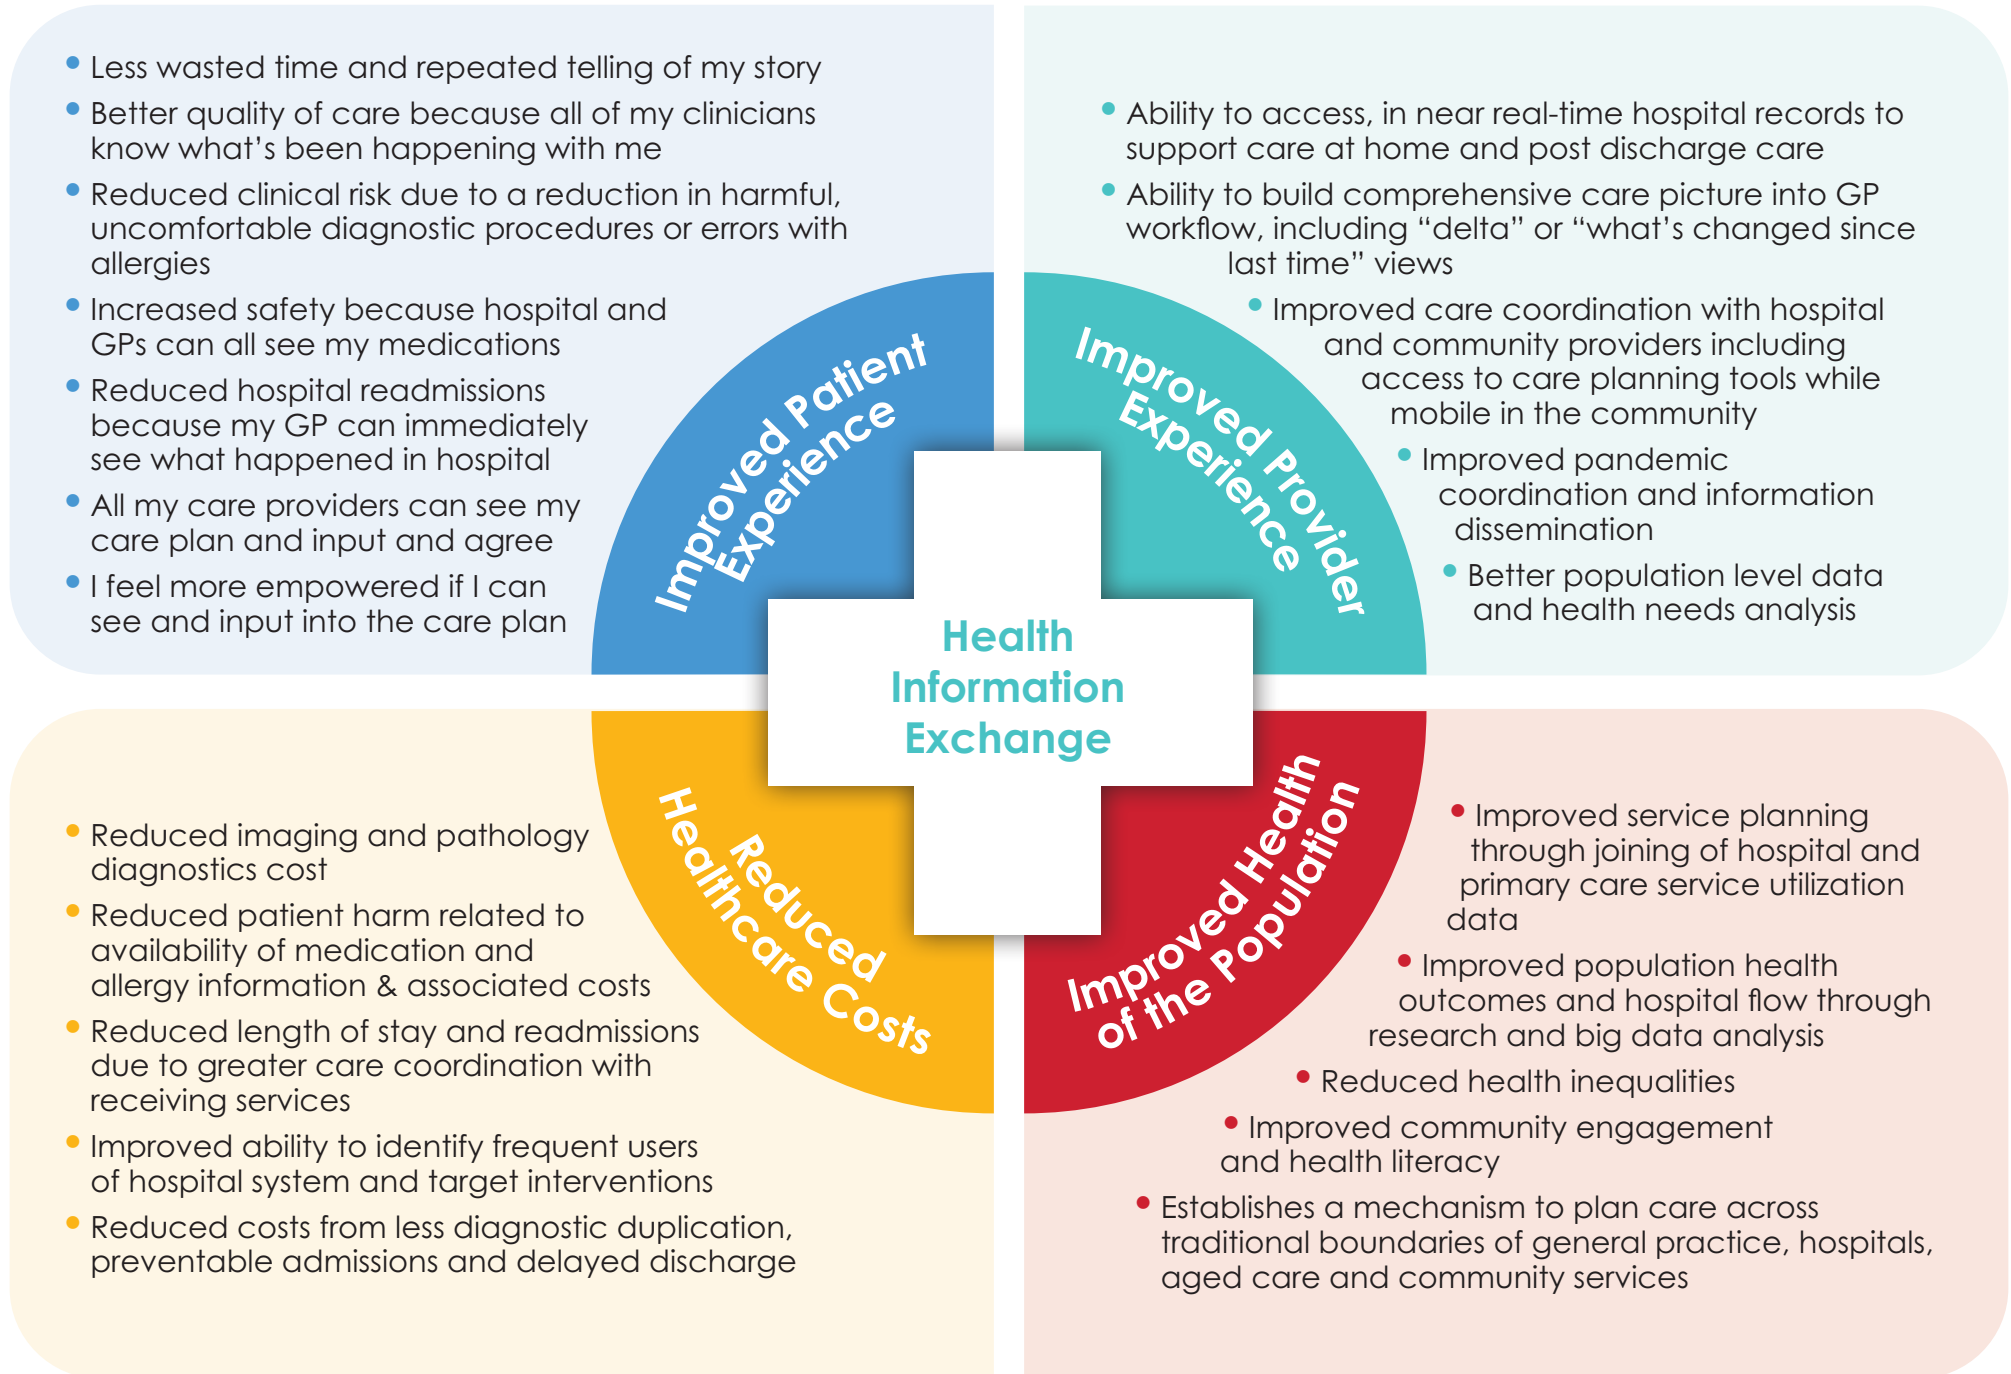 • Less wasted time and repeated telling of my story
• Better quality of care because all of my clinicians
know what’s been happening with me
• Reduced clinical risk due to a reduction in harmful,
uncomfortable diagnostic procedures or errors with
allergies
• Increased safety because hospital and
GPs can all see my medications
• Reduced hospital readmissions
because my GP can immediately
see what happened in hospital
• All my care providers can see my
care plan and input and agree
• I feel more empowered if I can
see and input into the care plan
Improved Patient
Experience
• Ability to access, in near real-time hospital records to
support care at home and post discharge care
• Ability to build comprehensive care picture into GP
workflow, including “delta” or “what’s changed since
last time” views
• Improved care coordination with hospital
and community providers including
access to care planning tools while
mobile in the community
• Improved pandemic
coordination and information
dissemination
• Better population level data
and health needs analysis
Improved Provider
Experience
Health
Information
Exchange
• Reduced imaging and pathology
diagnostics cost
• Reduced patient harm related to
availability of medication and
allergy information & associated costs
• Reduced length of stay and readmissions
due to greater care coordination with
receiving services
• Improved ability to identify frequent users
of hospital system and target interventions
• Reduced costs from less diagnostic duplication,
preventable admissions and delayed discharge
Reduced
Healthcare Costs
• Improved service planning
through joining of hospital and
primary care service utilization
data
• Improved population health
outcomes and hospital flow through
research and big data analysis
• Reduced health inequalities
• Improved community engagement
and health literacy
• Establishes a mechanism to plan care across
traditional boundaries of general practice, hospitals,
aged care and community services
Improved Health
of the Population